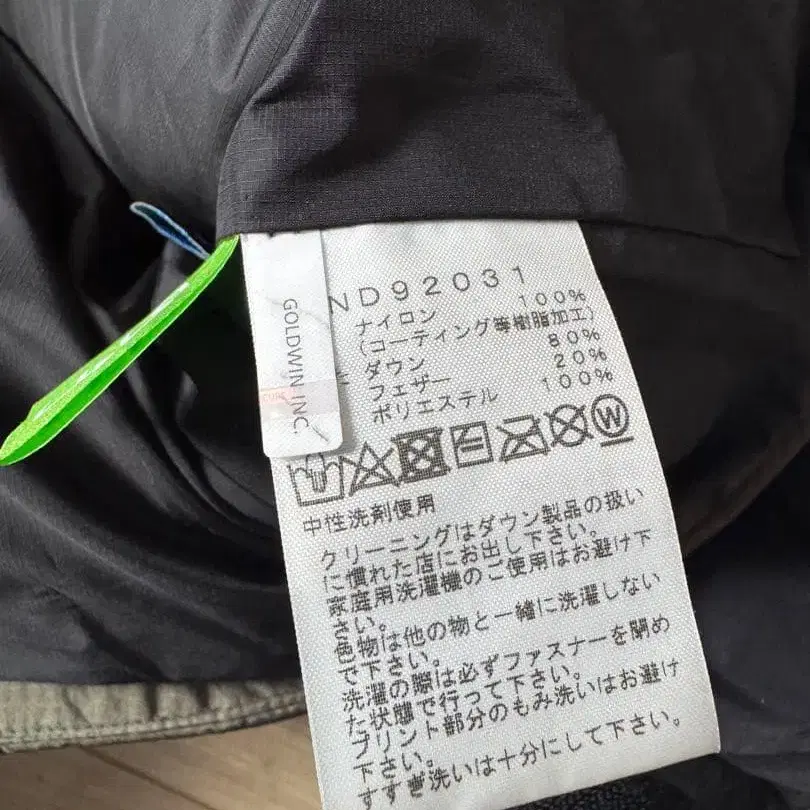 ND92031
ナイロン 100%
(コーティング等樹脂加工)
ダウン 80%
フェザー 20%
ポリエステル 100%
GOLDWIN INC.
W
中性洗剤使用
クリーニングはダウン製品の扱い
に慣れた店にお出し下さい。
家庭用洗濯機のご使用はお避け下
さい。
色物は他の物と一緒に洗濯しない
で下さい。
洗濯の際は必ずファスナーを閉め
た状態で行って下さい。
プリント部分のもみ洗いはお避け
下さい。
すすぎ洗いは十分にして下さい。